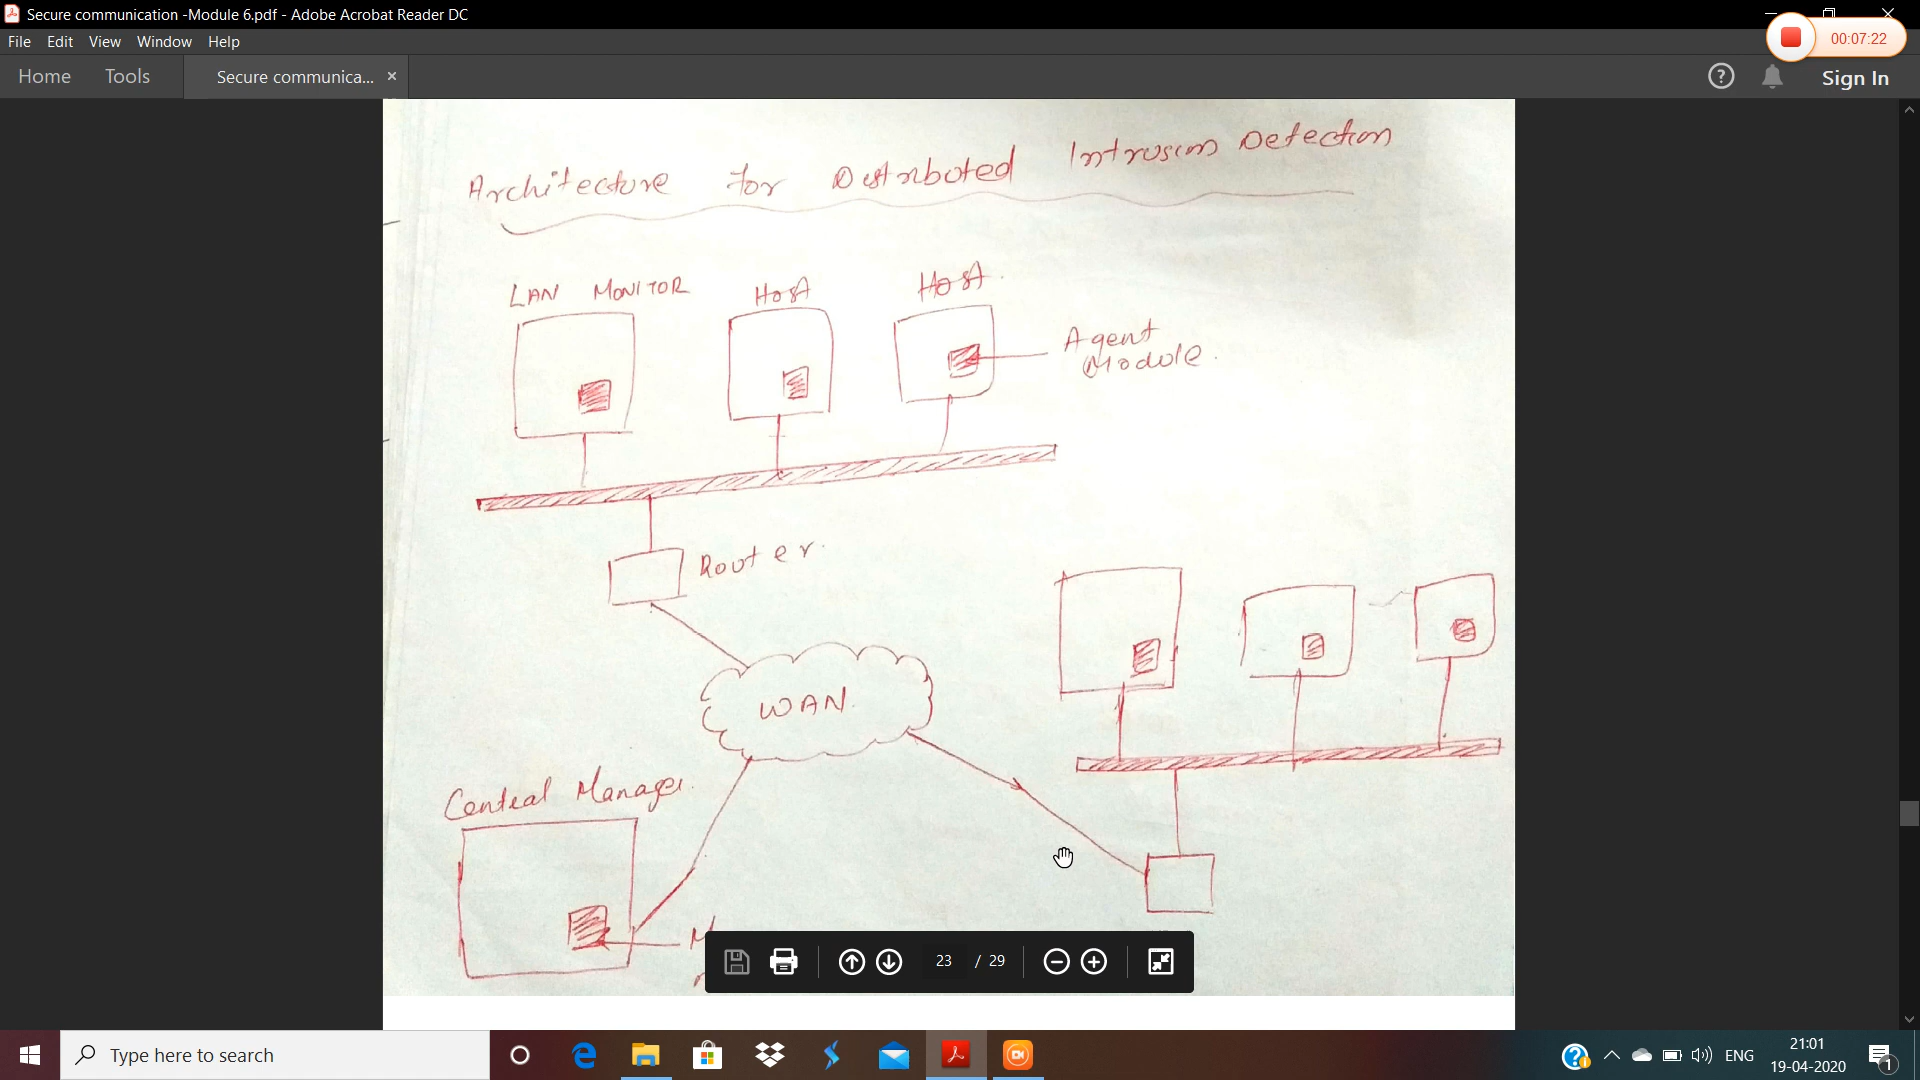 Secure communication -Module 6.pdf - Adobe Acrobat Reader DC
File Edit View Window Help
00:07:22
Home Tools Secure communica... × ? Sign In
Architecture for Distributed Intrusion Detection
LAN MONITOR HOST HOST.
Agent
Module.
Router.
WAN.
Central Manager.
M
23 / 29
Type here to search
ENG
21:01
19-04-2020
1